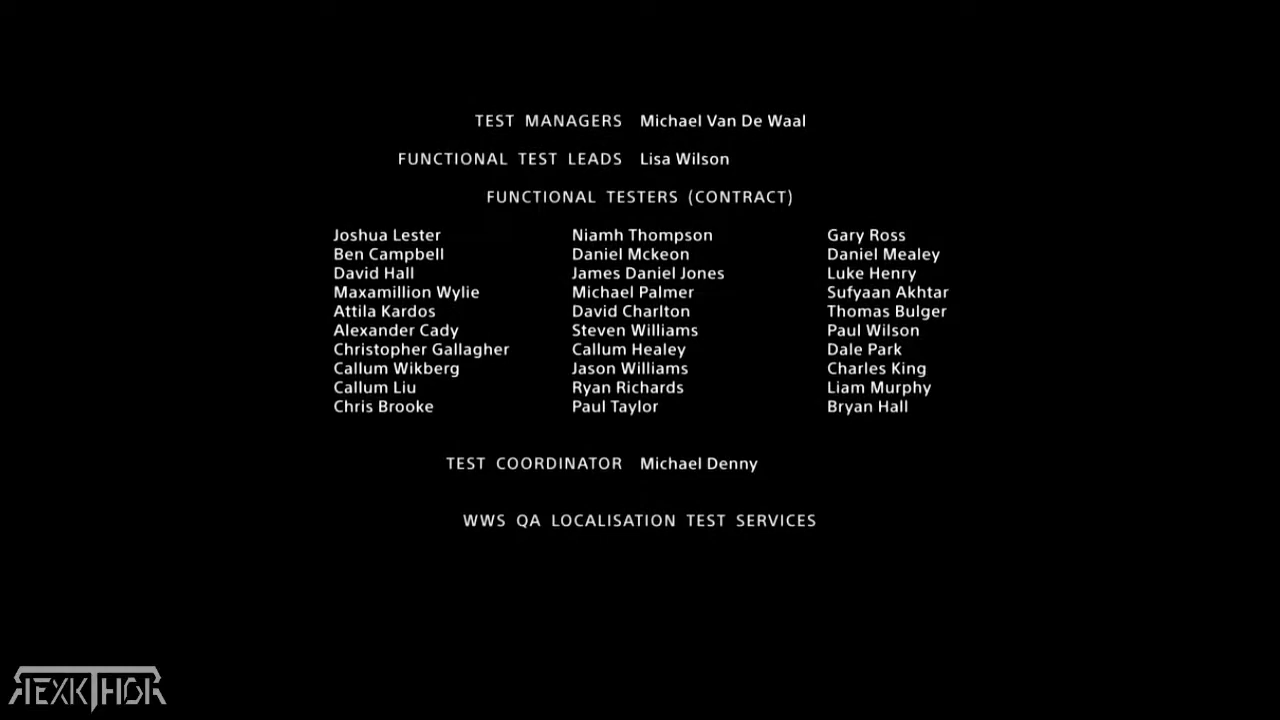 TEST MANAGERS Michael Van De Waal
FUNCTIONAL TEST LEADS Lisa Wilson
FUNCTIONAL TESTERS (CONTRACT)
Joshua Lester Niamh Thompson Gary Ross
Ben Campbell Daniel Mckeon Daniel Mealey
David Hall James Daniel Jones Luke Henry
Maxamillion Wylie Michael Palmer Sufyaan Akhtar
Attila Kardos David Charlton Thomas Bulger
Alexander Cady Steven Williams Paul Wilson
Christopher Gallagher Callum Healey Dale Park
Callum Wikberg Jason Williams Charles King
Callum Liu Ryan Richards Liam Murphy
Chris Brooke Paul Taylor Bryan Hall
TEST COORDINATOR Michael Denny
WWS QA LOCALISATION TEST SERVICES